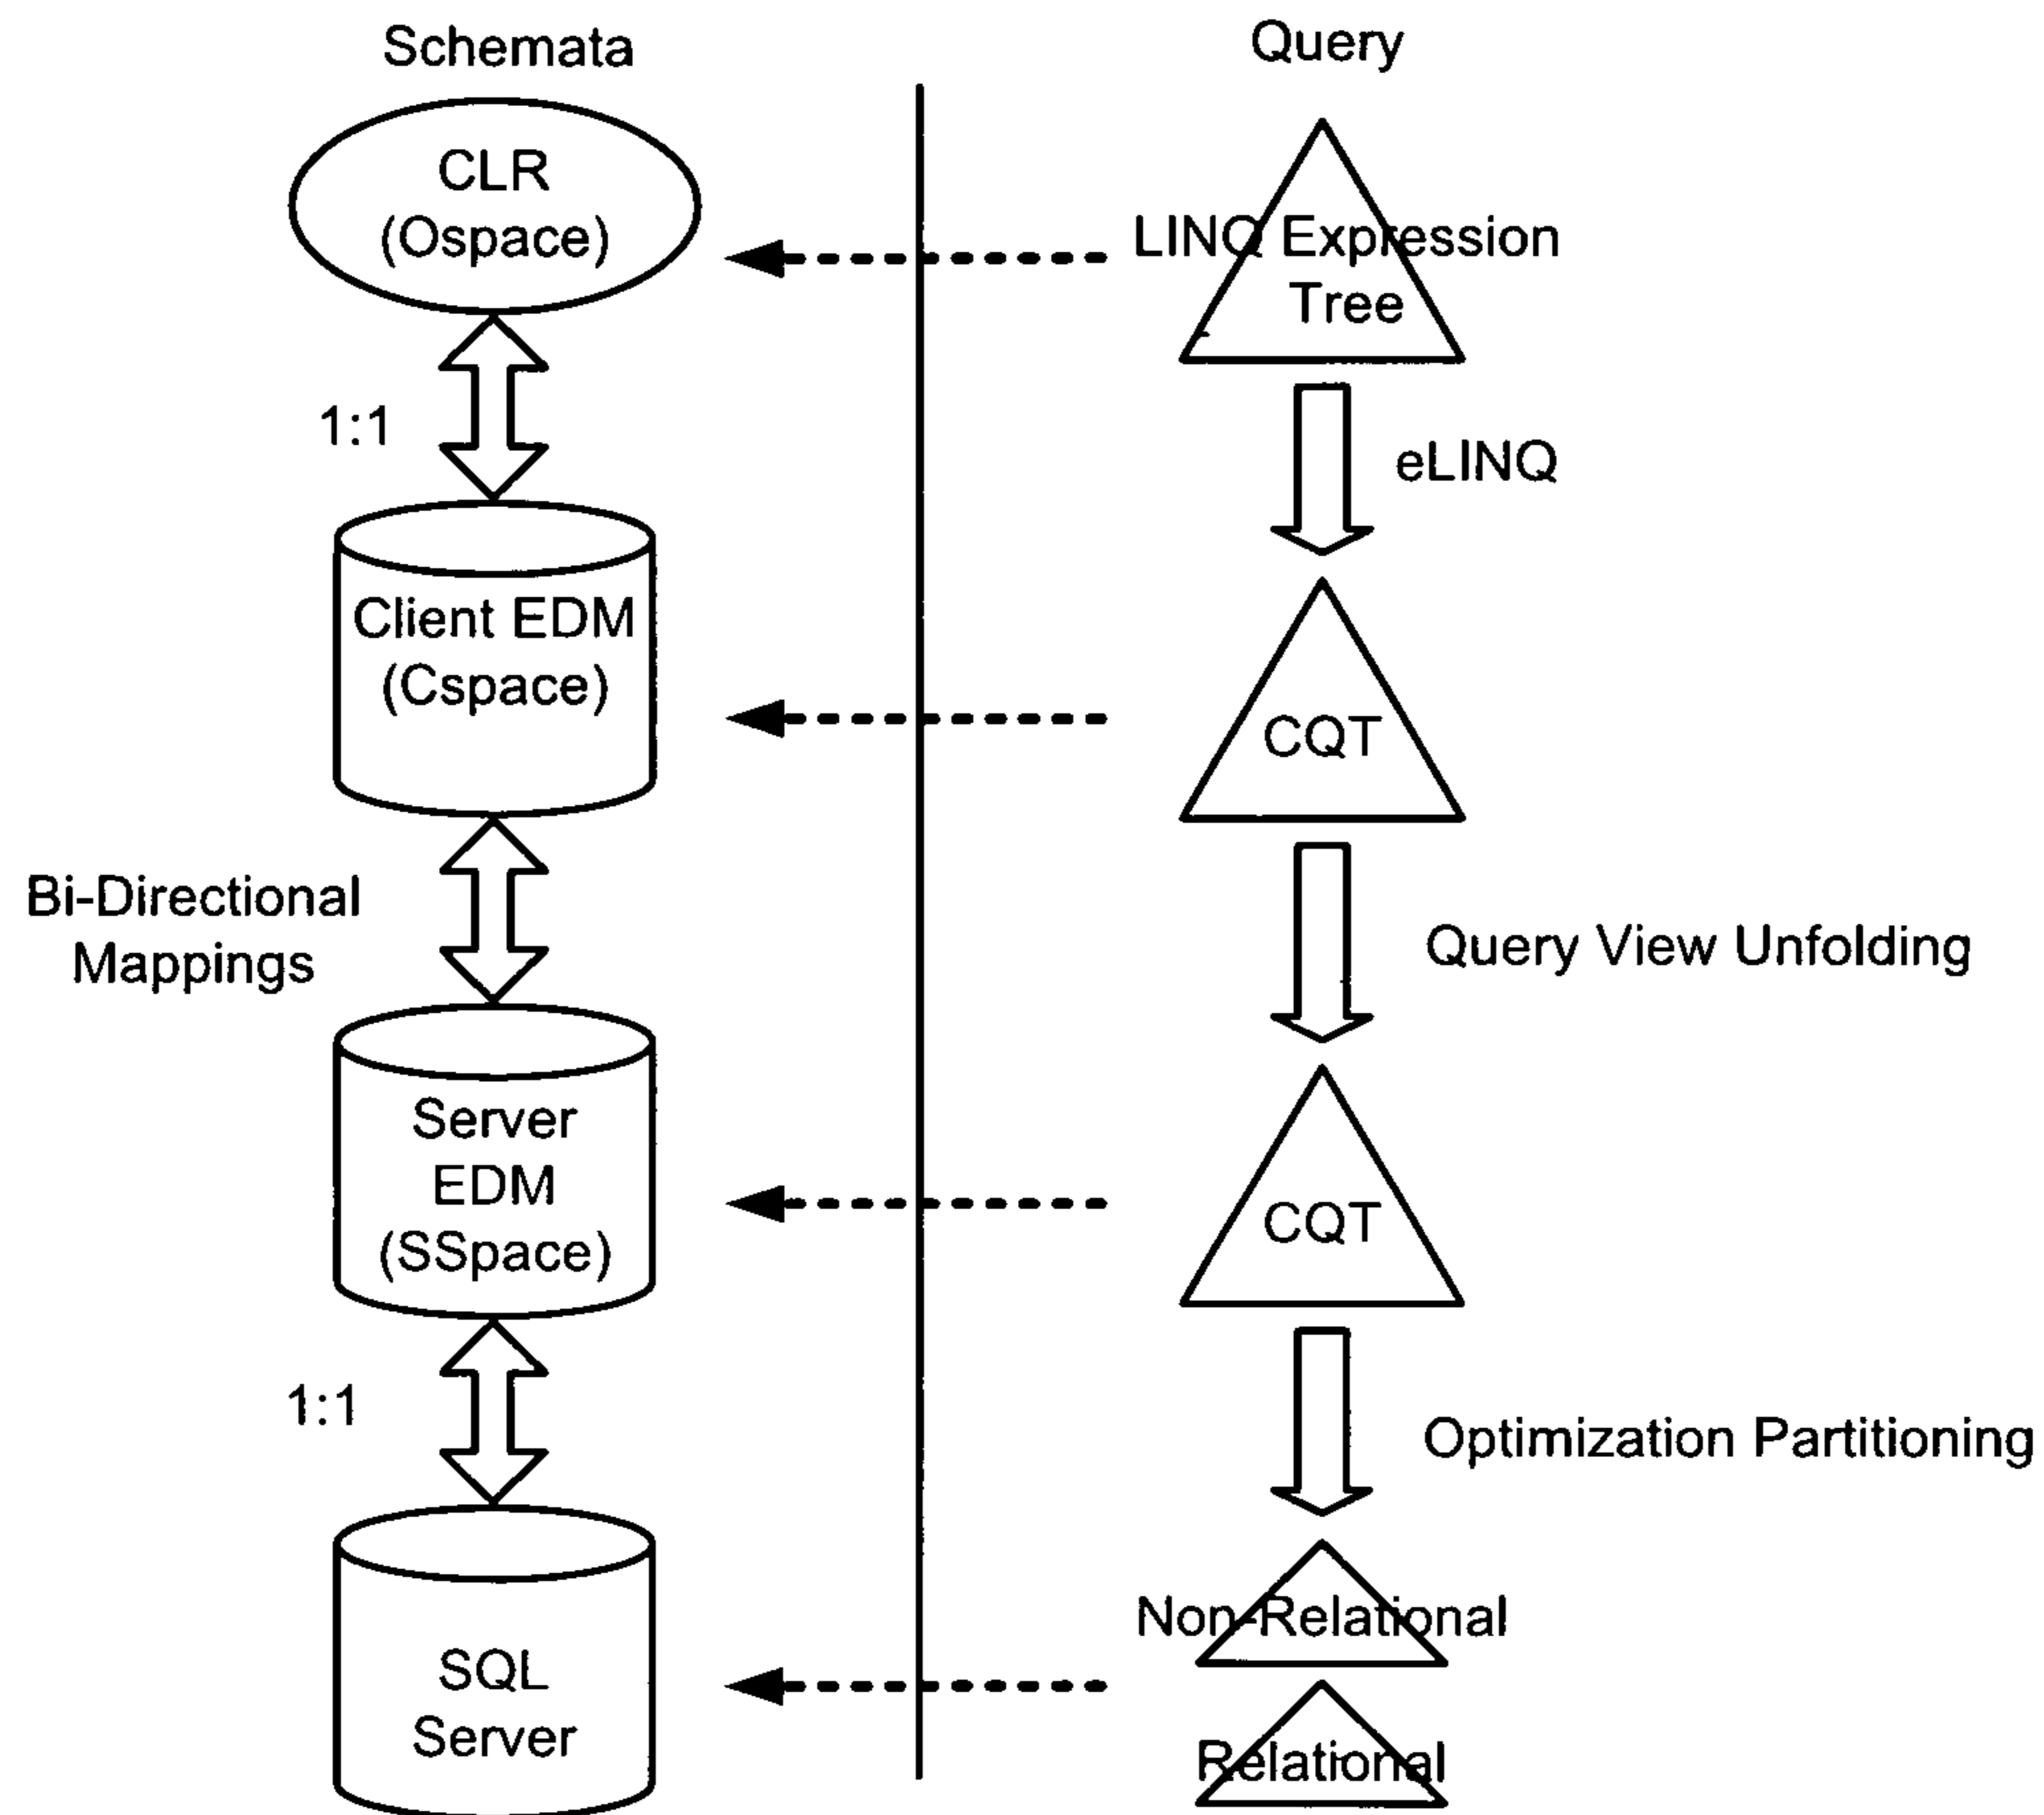 Schemata
Query
CLR
(Ospace)
LINQ Expression
Tree
1:1
eLINQ
Client EDM
(Cspace)
CQT
Bi-Directional
Mappings
Query View Unfolding
Server
EDM
(SSpace)
CQT
1:1
Optimization Partitioning
Non-Relational
SQL
Server
Relational